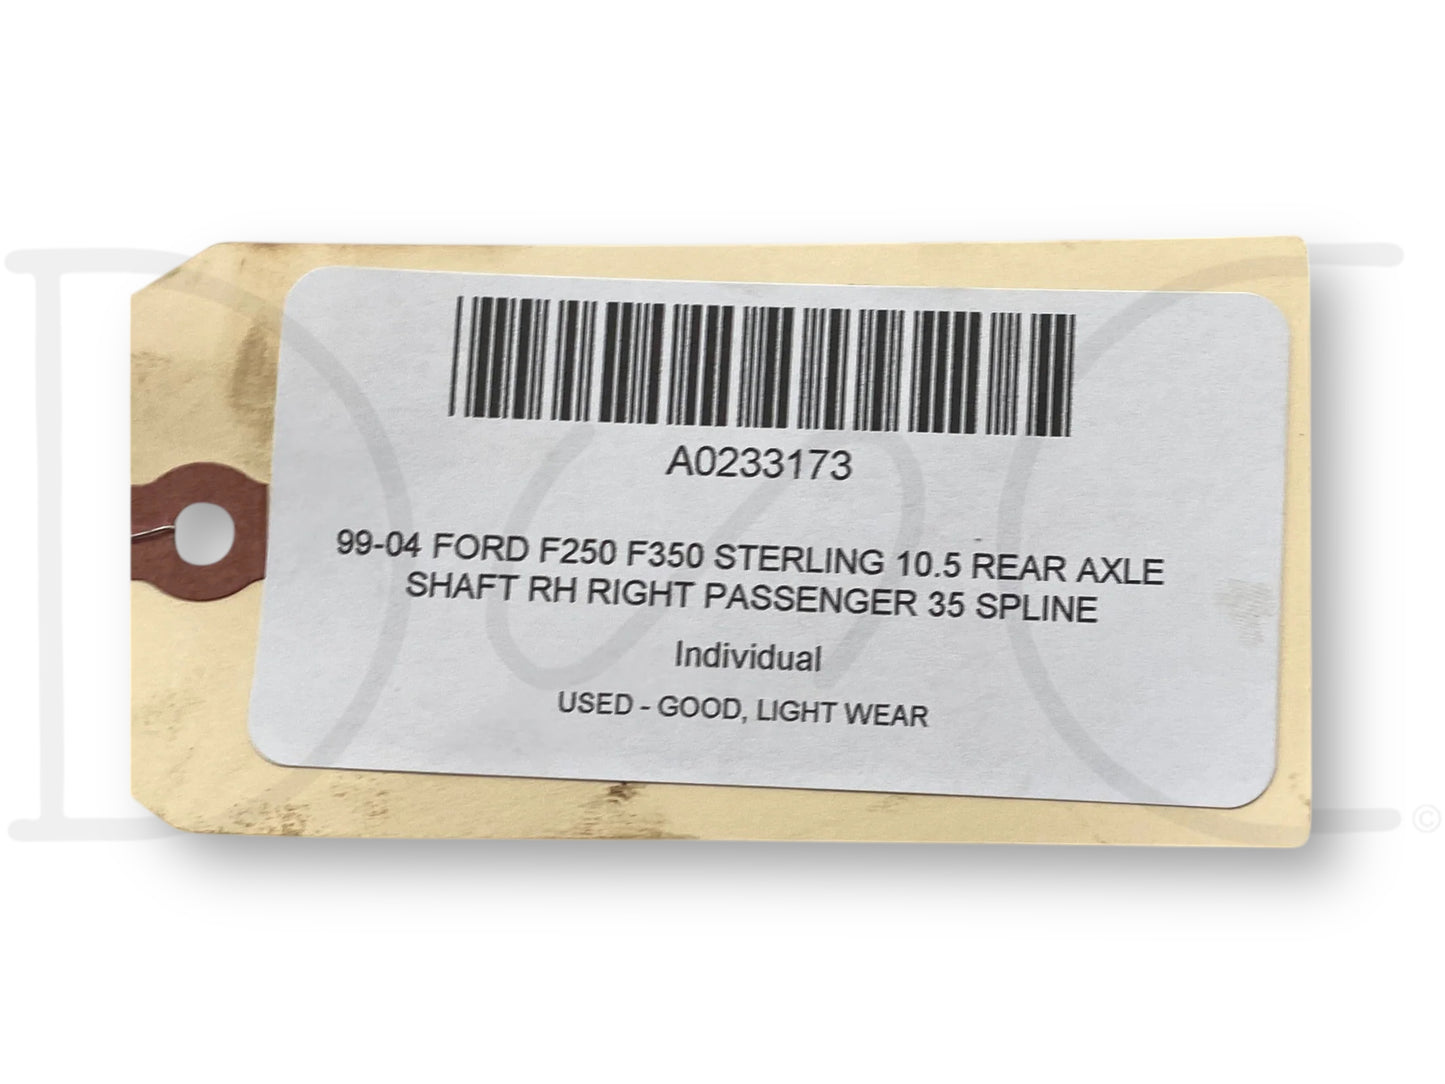 A0233173
99-04 FORD F250 F350 STERLING 10.5 REAR AXLE
SHAFT RH RIGHT PASSENGER 35 SPLINE
Individual
USED - GOOD, LIGHT WEAR
©